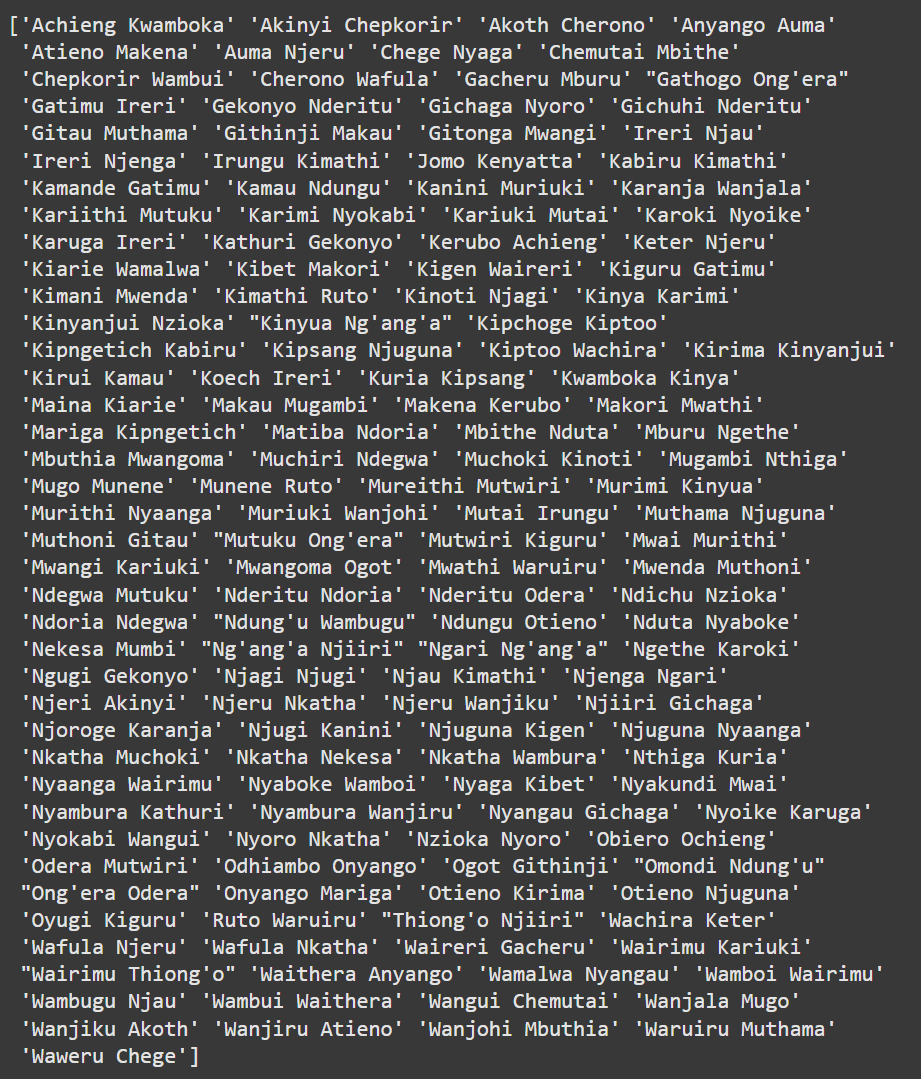 ['Achieng Kwamboka' 'Akinyi Chepkorir' 'Akoth Cherono' 'Anyango Auma'
'Atieno Makena' 'Auma Njeru' 'Chege Nyaga' 'Chemutai Mbithe'
'Chepkorir Wambui' 'Cherono Wafula' 'Gacheru Mburu' "Gathogo Ong'era"
'Gatimu Ireri' 'Gekonyo Nderitu' 'Gichaga Nyoro' 'Gichuhi Nderitu'
'Gitau Muthama' 'Githinji Makau' 'Gitonga Mwangi' 'Ireri Njau'
'Ireri Njenga' 'Irungu Kimathi' 'Jomo Kenyatta' 'Kabiru Kimathi'
'Kamande Gatimu' 'Kamau Ndungu' 'Kanini Muriuki' 'Karanja Wanjala'
'Kariithi Mutuku' 'Karimi Nyokabi' 'Kariuki Mutai' 'Karoki Nyoike'
'Karuga Ireri' 'Kathuri Gekonyo' 'Kerubo Achieng' 'Keter Njeru'
'Kiarie Wamalwa' 'Kibet Makori' 'Kigen Waireri' 'Kiguru Gatimu'
'Kimani Mwenda' 'Kimathi Ruto' 'Kinoti Njagi' 'Kinya Karimi'
'Kinyanjui Nzioka' "Kinyua Ng'ang'a" 'Kipchoge Kiptoo'
'Kipngetich Kabiru' 'Kipsang Njuguna' 'Kiptoo Wachira' 'Kirima Kinyanjui'
'Kirui Kamau' 'Koech Ireri' 'Kuria Kipsang' 'Kwamboka Kinya'
'Maina Kiarie' 'Makau Mugambi' 'Makena Kerubo' 'Makori Mwathi'
'Mariga Kipngetich' 'Matiba Ndoria' 'Mbithe Nduta' 'Mburu Ngethe'
'Mbuthia Mwangoma' 'Muchiri Ndegwa' 'Muchoki Kinoti' 'Mugambi Nthiga'
'Mugo Munene' 'Munene Ruto' 'Mureithi Mutwiri' 'Murimi Kinyua'
'Murithi Nyaanga' 'Muriuki Wanjohi' 'Mutai Irungu' 'Muthama Njuguna'
'Muthoni Gitau' "Mutuku Ong'era" 'Mutwiri Kiguru' 'Mwai Murithi'
'Mwangi Kariuki' 'Mwangoma Ogot' 'Mwathi Waruiru' 'Mwenda Muthoni'
'Ndegwa Mutuku' 'Nderitu Ndoria' 'Nderitu Odera' 'Ndichu Nzioka'
'Ndoria Ndegwa' "Ndung'u Wambugu" 'Ndungu Otieno' 'Nduta Nyaboke'
'Nekesa Mumbi' "Ng'ang'a Njiiri" "Ngari Ng'ang'a" 'Ngethe Karoki'
'Ngugi Gekonyo' 'Njagi Njugi' 'Njau Kimathi' 'Njenga Ngari'
'Njeri Akinyi' 'Njeru Nkatha' 'Njeru Wanjiku' 'Njiiri Gichaga'
'Njoroge Karanja' 'Njugi Kanini' 'Njuguna Kigen' 'Njuguna Nyaanga'
'Nkatha Muchoki' 'Nkatha Nekesa' 'Nkatha Wambura' 'Nthiga Kuria'
'Nyaanga Wairimu' 'Nyaboke Wamboi' 'Nyaga Kibet' 'Nyakundi Mwai'
'Nyambura Kathuri' 'Nyambura Wanjiru' 'Nyangau Gichaga' 'Nyoike Karuga'
'Nyokabi Wangui' 'Nyoro Nkatha' 'Nzioka Nyoro' 'Obiero Ochieng'
'Odera Mutwiri' 'Odhiambo Onyango' 'Ogot Githinji' "Omondi Ndung'u"
"Ong'era Odera" 'Onyango Mariga' 'Otieno Kirima' 'Otieno Njuguna'
'Oyugi Kiguru' 'Ruto Waruiru' "Thiong'o Njiiri" 'Wachira Keter'
'Wafula Njeru' 'Wafula Nkatha' 'Waireri Gacheru' 'Wairimu Kariuki'
"Wairimu Thiong'o" 'Waithera Anyango' 'Wamalwa Nyangau' 'Wamboi Wairimu'
'Wambugu Njau' 'Wambui Waithera' 'Wangui Chemutai' 'Wanjala Mugo'
'Wanjiku Akoth' 'Wanjiru Atieno' 'Wanjohi Mbuthia' 'Waruiru Muthama'
'Waweru Chege']